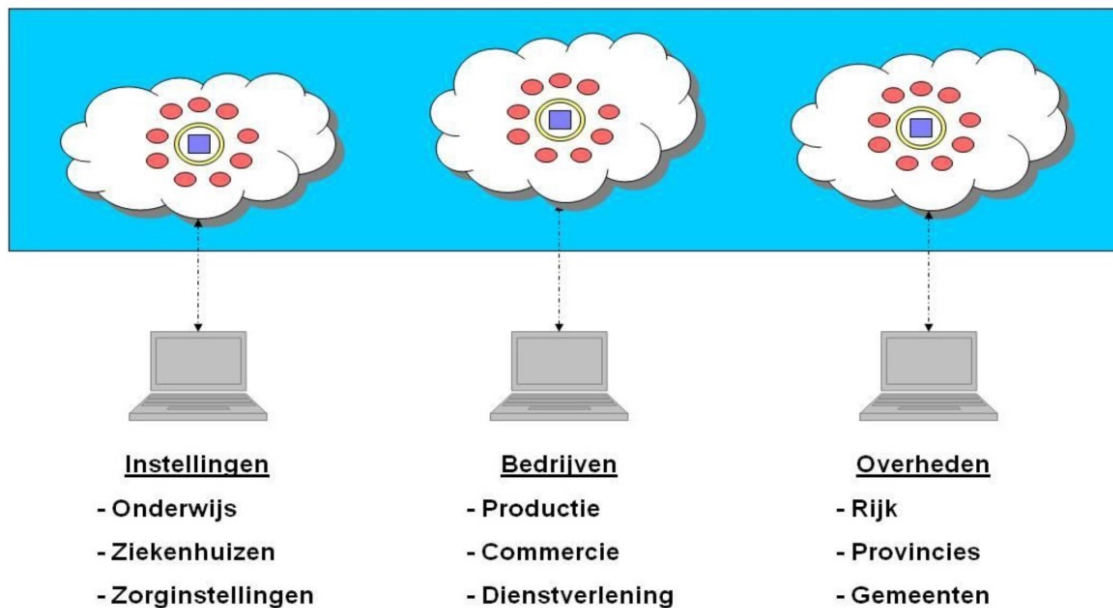 Instellingen
- Onderwijs
- Ziekenhuizen
- Zorginstellingen
Bedrijven
- Productie
- Commercie
- Dienstverlening
Overheden
- Rijk
- Provincies
- Gemeenten